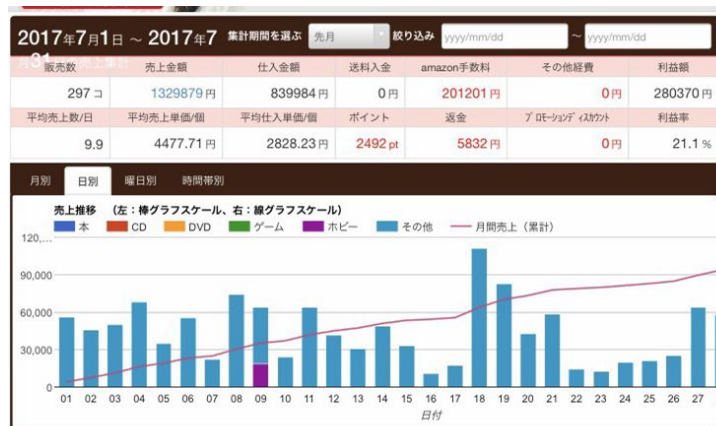 2017年7月1日 ～ 2017年7 集計期間を選ぶ 先月 絞り込み yyyy/mm/dd ～ yyyy/mm/dd
月31 売上集計
販売数 売上金額 仕入金額 送料入金 amazon手数料 その他経費 利益額
297 コ 1329879 円 839984 円 0 円 201201 円 0 円 280370 円
平均売上数/日 平均売上単価/個 平均仕入単価/個 ポイント 返金 プロモーションディスカウント 利益率
9.9 4477.71 円 2828.23 円 2492 pt 5832 円 0 円 21.1 %
月別 日別 曜日別 時間帯別
売上推移 （左：棒グラフスケール、右：線グラフスケール）
本 CD DVD ゲーム ホビー その他 月間売上（累計）
120,...
90,000
60,000
30,000
0
01 02 03 04 05 06 07 08 09 10 11 12 13 14 15 16 17 18 19 20 21 22 23 24 25 26 27
日付